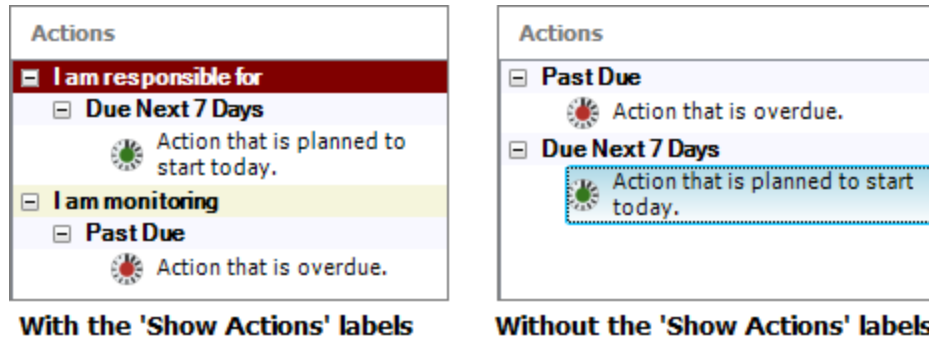 Actions
I am responsible for
Due Next 7 Days
Action that is planned to
start today.
I am monitoring
Past Due
Action that is overdue.
With the 'Show Actions' labels
Actions
Past Due
Action that is overdue.
Due Next 7 Days
Action that is planned to start
today.
Without the 'Show Actions' labels